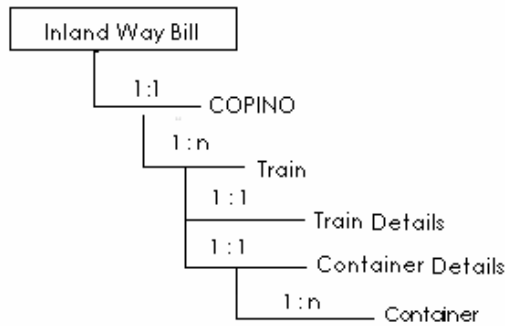 Inland Way Bill
1:1
COPINO
1:n
Train
1:1
Train Details
1:1
Container Details
1:n
Container